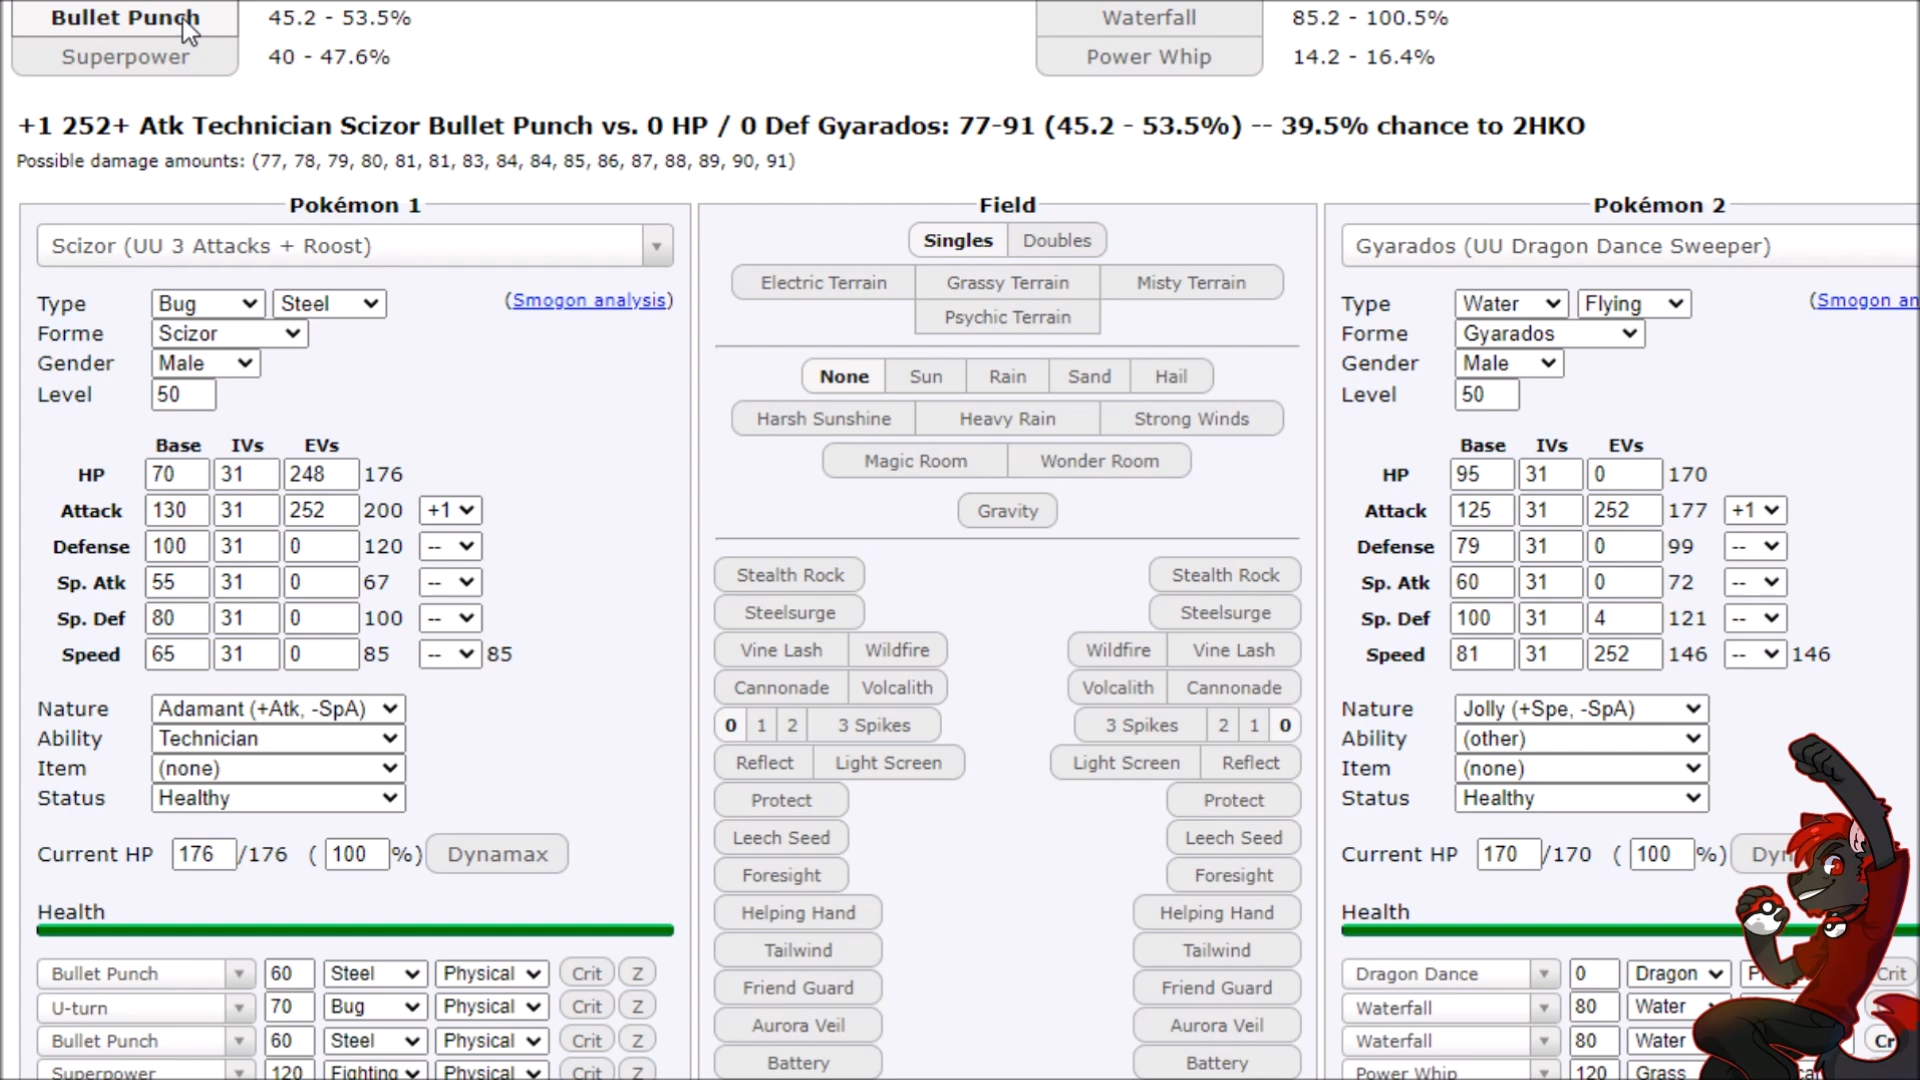 Bullet Punch 45.2 - 53.5% Waterfall 85.2 - 100.5%
Superpower 40 - 47.6% Power Whip 14.2 - 16.4%
+1 252+ Atk Technician Scizor Bullet Punch vs. 0 HP / 0 Def Gyarados: 77-91 (45.2 - 53.5%) -- 39.5% chance to 2HKO
Possible damage amounts: (77, 78, 79, 80, 81, 81, 83, 84, 84, 85, 86, 87, 88, 89, 90, 91)
Pokémon 1
Scizor (UU 3 Attacks + Roost)
Type Bug Steel (Smogon analysis)
Forme Scizor
Gender Male
Level 50
Base IVs EVs
HP 70 31 248 176
Attack 130 31 252 200 +1
Defense 100 31 0 120 --
Sp. Atk 55 31 0 67 --
Sp. Def 80 31 0 100 --
Speed 65 31 0 85 -- 85
Nature Adamant (+Atk, -SpA)
Ability Technician
Item (none)
Status Healthy
Current HP 176 /176 ( 100 %) Dynamax
Health
Bullet Punch 60 Steel Physical Crit Z
U-turn 70 Bug Physical Crit Z
Bullet Punch 60 Steel Physical Crit Z
Superpower 120 Fighting Physical Crit Z
Field
Singles Doubles
Electric Terrain Grassy Terrain Misty Terrain
Psychic Terrain
None Sun Rain Sand Hail
Harsh Sunshine Heavy Rain Strong Winds
Magic Room Wonder Room
Gravity
Stealth Rock Stealth Rock
Steelsurge Steelsurge
Vine Lash Wildfire Wildfire Vine Lash
Cannonade Volcalith Volcalith Cannonade
0 1 2 3 Spikes 3 Spikes 2 1 0
Reflect Light Screen Light Screen Reflect
Protect Protect
Leech Seed Leech Seed
Foresight Foresight
Helping Hand Helping Hand
Tailwind Tailwind
Friend Guard Friend Guard
Aurora Veil Aurora Veil
Battery Battery
Pokémon 2
Gyarados (UU Dragon Dance Sweeper)
Type Water Flying (Smogon an
Forme Gyarados
Gender Male
Level 50
Base IVs EVs
HP 95 31 0 170
Attack 125 31 252 177 +1
Defense 79 31 0 99 --
Sp. Atk 60 31 0 72 --
Sp. Def 100 31 4 121 --
Speed 81 31 252 146 -- 146
Nature Jolly (+Spe, -SpA)
Ability (other)
Item (none)
Status Healthy
Current HP 170 /170 ( 100 %) Dyn
Health
Dragon Dance 0 Dragon Crit
Waterfall 80 Water
Waterfall 80 Water Cr
Power Whip 120 Grass